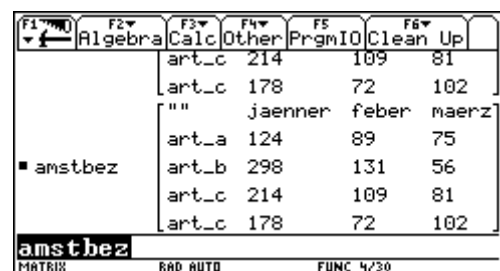 F1 F2 F3 F4 F5 F6
Algebra Calc Other PrgmIO Clean Up
art_c 214 109 81
art_c 178 72 102
"" jaenner feber maerz
art_a 124 89 75
amstbez art_b 298 131 56
art_c 214 109 81
art_c 178 72 102
amstbez
MATRIX RAD AUTO FUNC 4/30